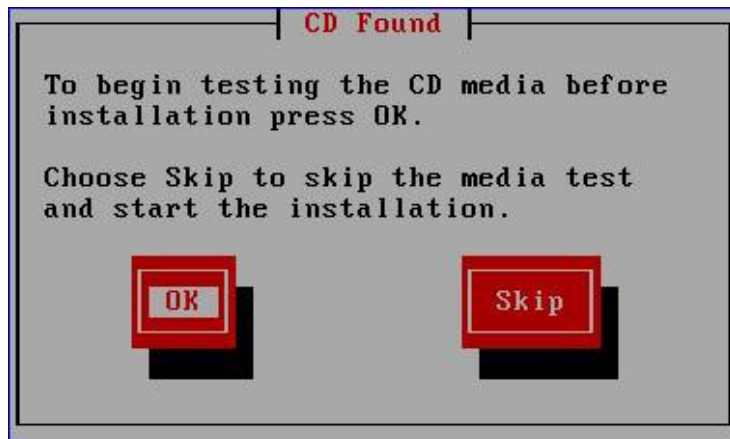 CD Found
To begin testing the CD media before
installation press OK.
Choose Skip to skip the media test
and start the installation.
OK Skip